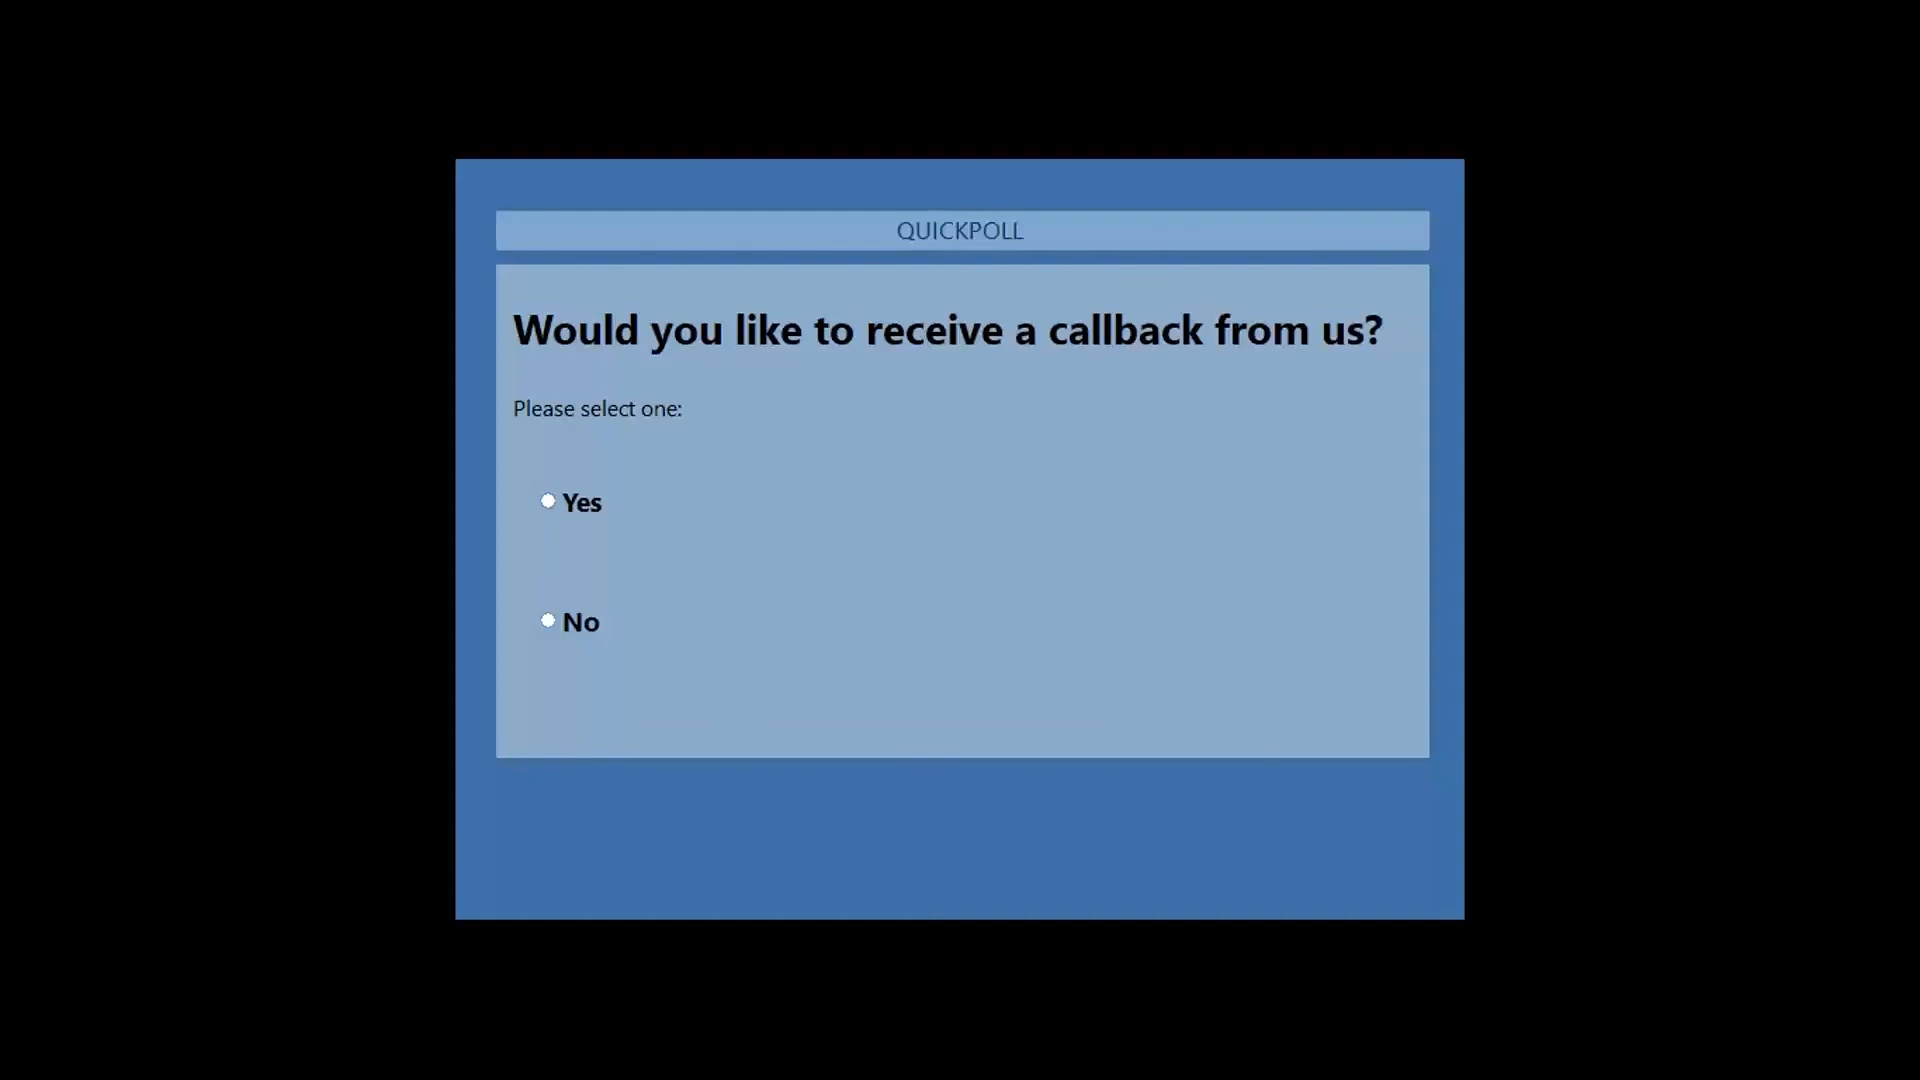 QUICKPOLL
Would you like to receive a callback from us?
Please select one:
Yes
No